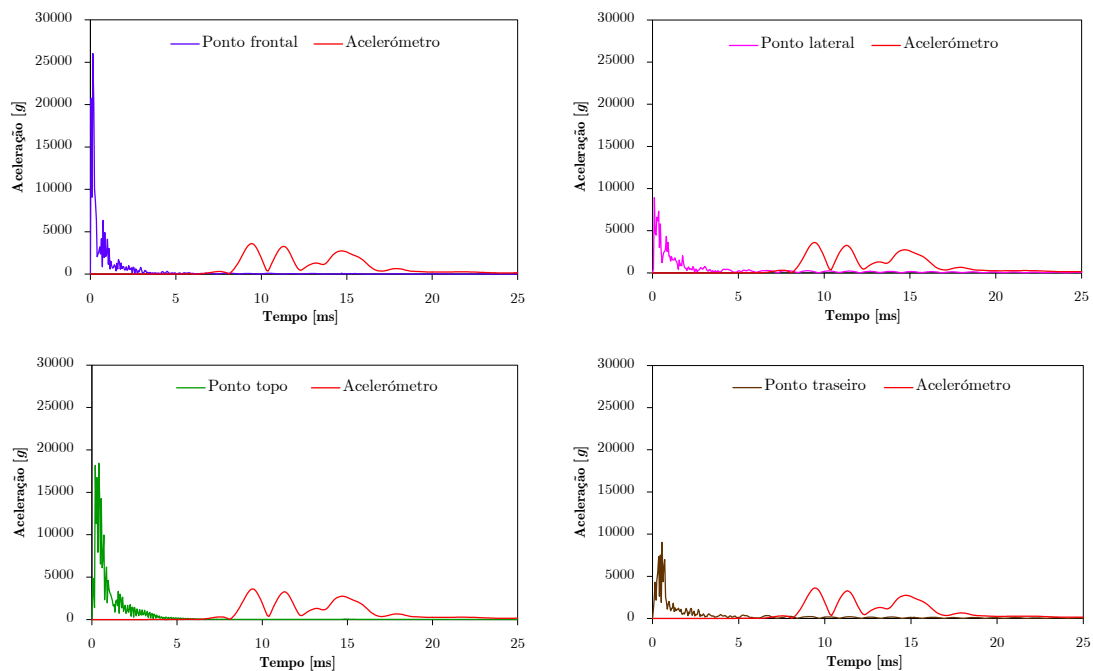 Ponto frontal Acelerómetro
Aceleração [g]
30000
25000
20000
15000
10000
5000
0
0 5 10 15 20 25
Tempo [ms]
Ponto lateral Acelerómetro
Aceleração [g]
30000
25000
20000
15000
10000
5000
0
0 5 10 15 20 25
Tempo [ms]
Ponto topo Acelerómetro
Aceleração [g]
30000
25000
20000
15000
10000
5000
0
0 5 10 15 20 25
Tempo [ms]
Ponto traseiro Acelerómetro
Aceleração [g]
30000
25000
20000
15000
10000
5000
0
0 5 10 15 20 25
Tempo [ms]